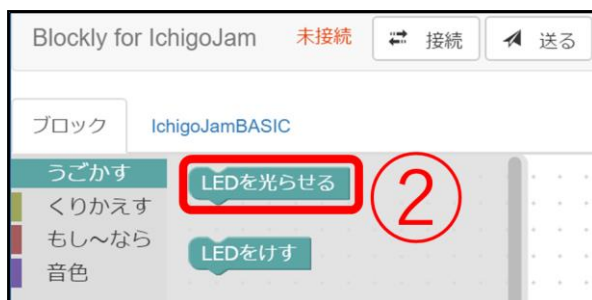 Blockly for IchigoJam 未接続 接続 送る
ブロック IchigoJamBASIC
うごかす
LEDを光らせる
②
くりかえす
もし～なら
LEDをけす
音色